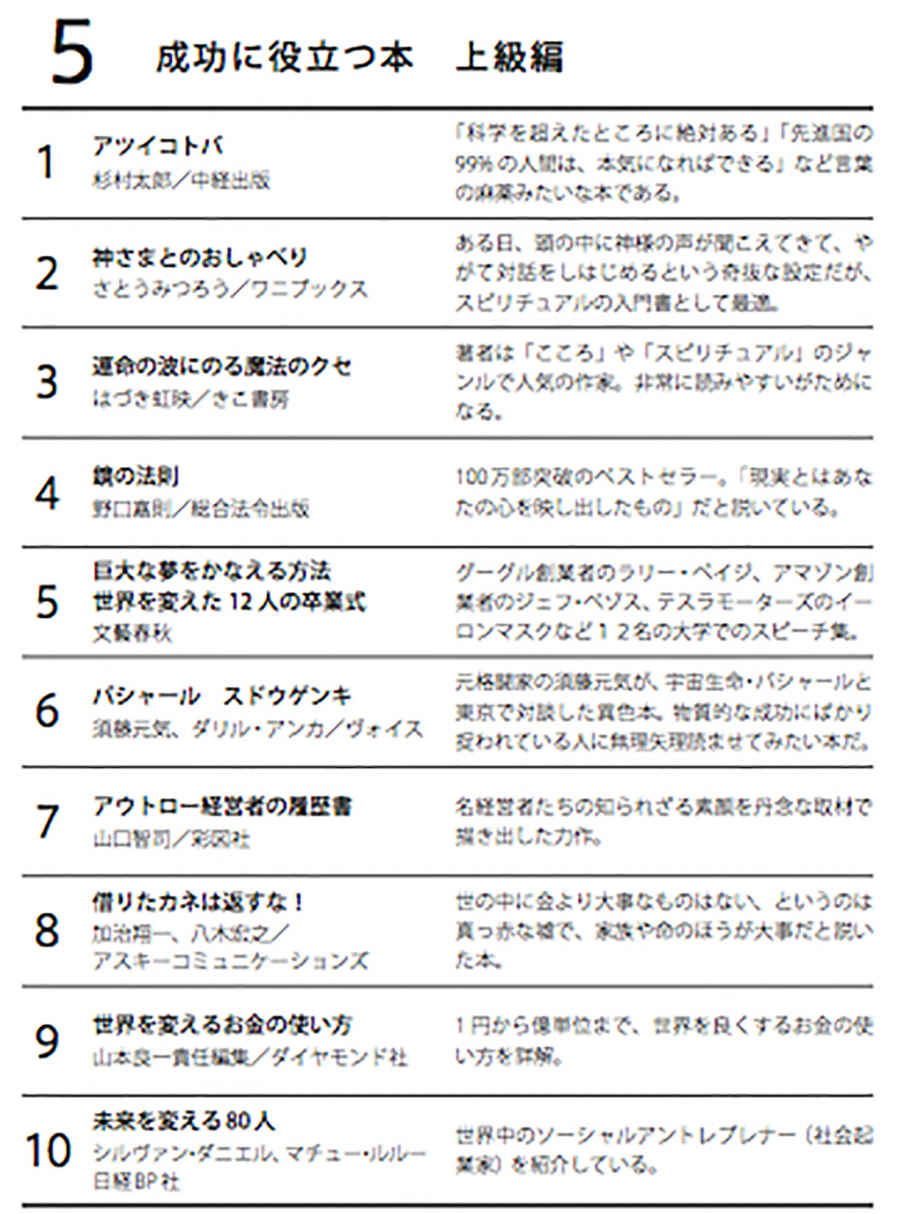 5 成功に役立つ本 上級編
1
アツイコトバ
杉村太郎／中経出版
「科学を超えたところに絶対ある」「先進国の
99%の人間は、本気になればできる」など言葉
の麻薬みたいな本である。
2
神さまとのおしゃべり
さとうみつろう／ワニブックス
ある日、頭の中に神様の声が聞こえてきて、や
がて対話をしはじめるという奇抜な設定だが、
スピリチュアルの入門書として最適。
3
運命の波にのる魔法のクセ
はづき虹映／きこ書房
著者は「こころ」や「スピリチュアル」のジャ
ンルで人気の作家。非常に読みやすいがために
なる。
4
鏡の法則
野口嘉則／総合法令出版
100万部突破のベストセラー。「現実とはあな
たの心を映し出したもの」だと説いている。
5
巨大な夢をかなえる方法
世界を変えた 12人の卒業式
文藝春秋
グーグル創業者のラリー・ペイジ、アマゾン創
業者のジェフ・ベゾス、テスラモーターズのイー
ロンマスクなど１２名の大学でのスピーチ集。
6
バシャール スドウゲンキ
須藤元気、ダリル・アンカ／ヴォイス
元格闘家の須藤元気が、宇宙生命・バシャールと
東京で対談した異色本。物質的な成功にばかり
捉われている人に無理矢理読ませてみたい本だ。
7
アウトロー経営者の履歴書
山口智司／彩図社
名経営者たちの知られざる素顔を丹念な取材で
描き出した力作。
8
借りたカネは返すな！
加治翔一、八木宏之／
アスキーコミュニケーションズ
世の中に金より大事なものはない、というのは
真っ赤な嘘で、家族や命のほうが大事だと説い
た本。
9
世界を変えるお金の使い方
山本良一責任編集／ダイヤモンド社
1円から億単位まで、世界を良くするお金の使
い方を詳解。
10
未来を変える80人
シルヴァン・ダニエル、マチュー・ルルー
日経BP社
世界中のソーシャルアントレプレナー（社会起
業家）を紹介している。